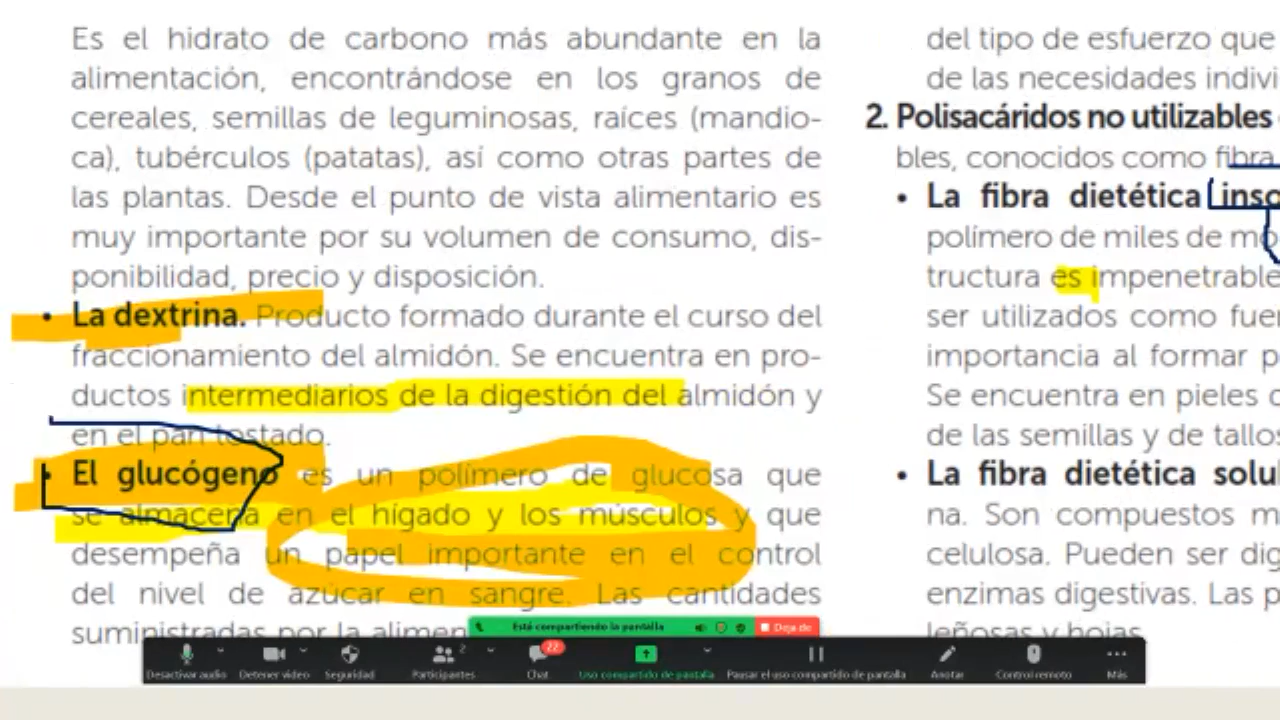 Es el hidrato de carbono más abundante en la
alimentación, encontrándose en los granos de
cereales, semillas de leguminosas, raíces (mandio-
ca), tubérculos (patatas), así como otras partes de
las plantas. Desde el punto de vista alimentario es
muy importante por su volumen de consumo, dis-
ponibilidad, precio y disposición.
• La dextrina. Producto formado durante el curso del
fraccionamiento del almidón. Se encuentra en pro-
ductos intermediarios de la digestión del almidón y
en el pan tostado.
• El glucógeno es un polímero de glucosa que
se almacena en el hígado y los músculos y que
desempeña un papel importante en el control
del nivel de azúcar en sangre. Las cantidades
suministradas por la alimen
del tipo de esfuerzo que
de las necesidades indivi
2. Polisacáridos no utilizables
bles, conocidos como fibra
• La fibra dietética inso
polímero de miles de mo
tructura es impenetrable
ser utilizados como fue
importancia al formar p
Se encuentra en pieles
de las semillas y de tallos
• La fibra dietética solu
na. Son compuestos m
celulosa. Pueden ser dig
enzimas digestivas. Las p
leñosas y hojas
Está compartiendo la pantalla
Deja de
22
2
Desactivar audio
Detener video
Seguridad
Participantes
Chat
Uso compartido de pantalla
Pausar el uso compartido de pantalla
Anotar
Control remoto
Más